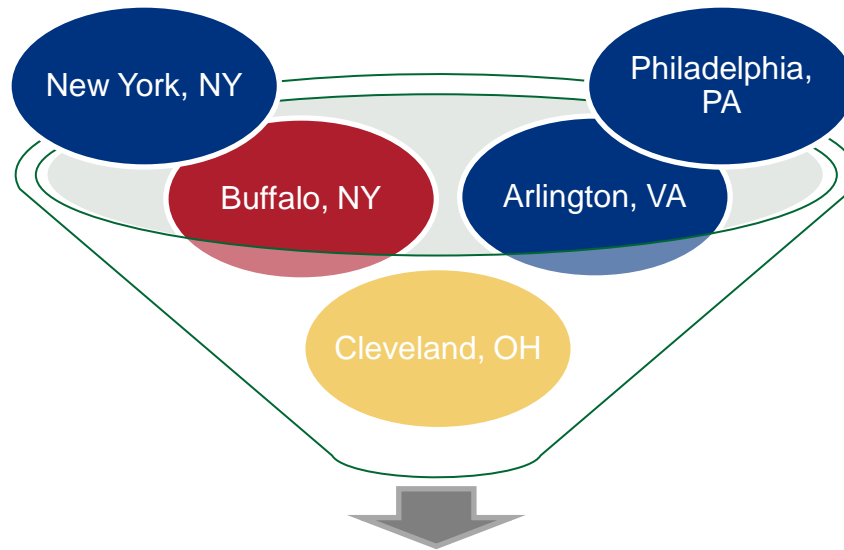 New York, NY
Philadelphia,
PA
Buffalo, NY
Arlington, VA
Cleveland, OH